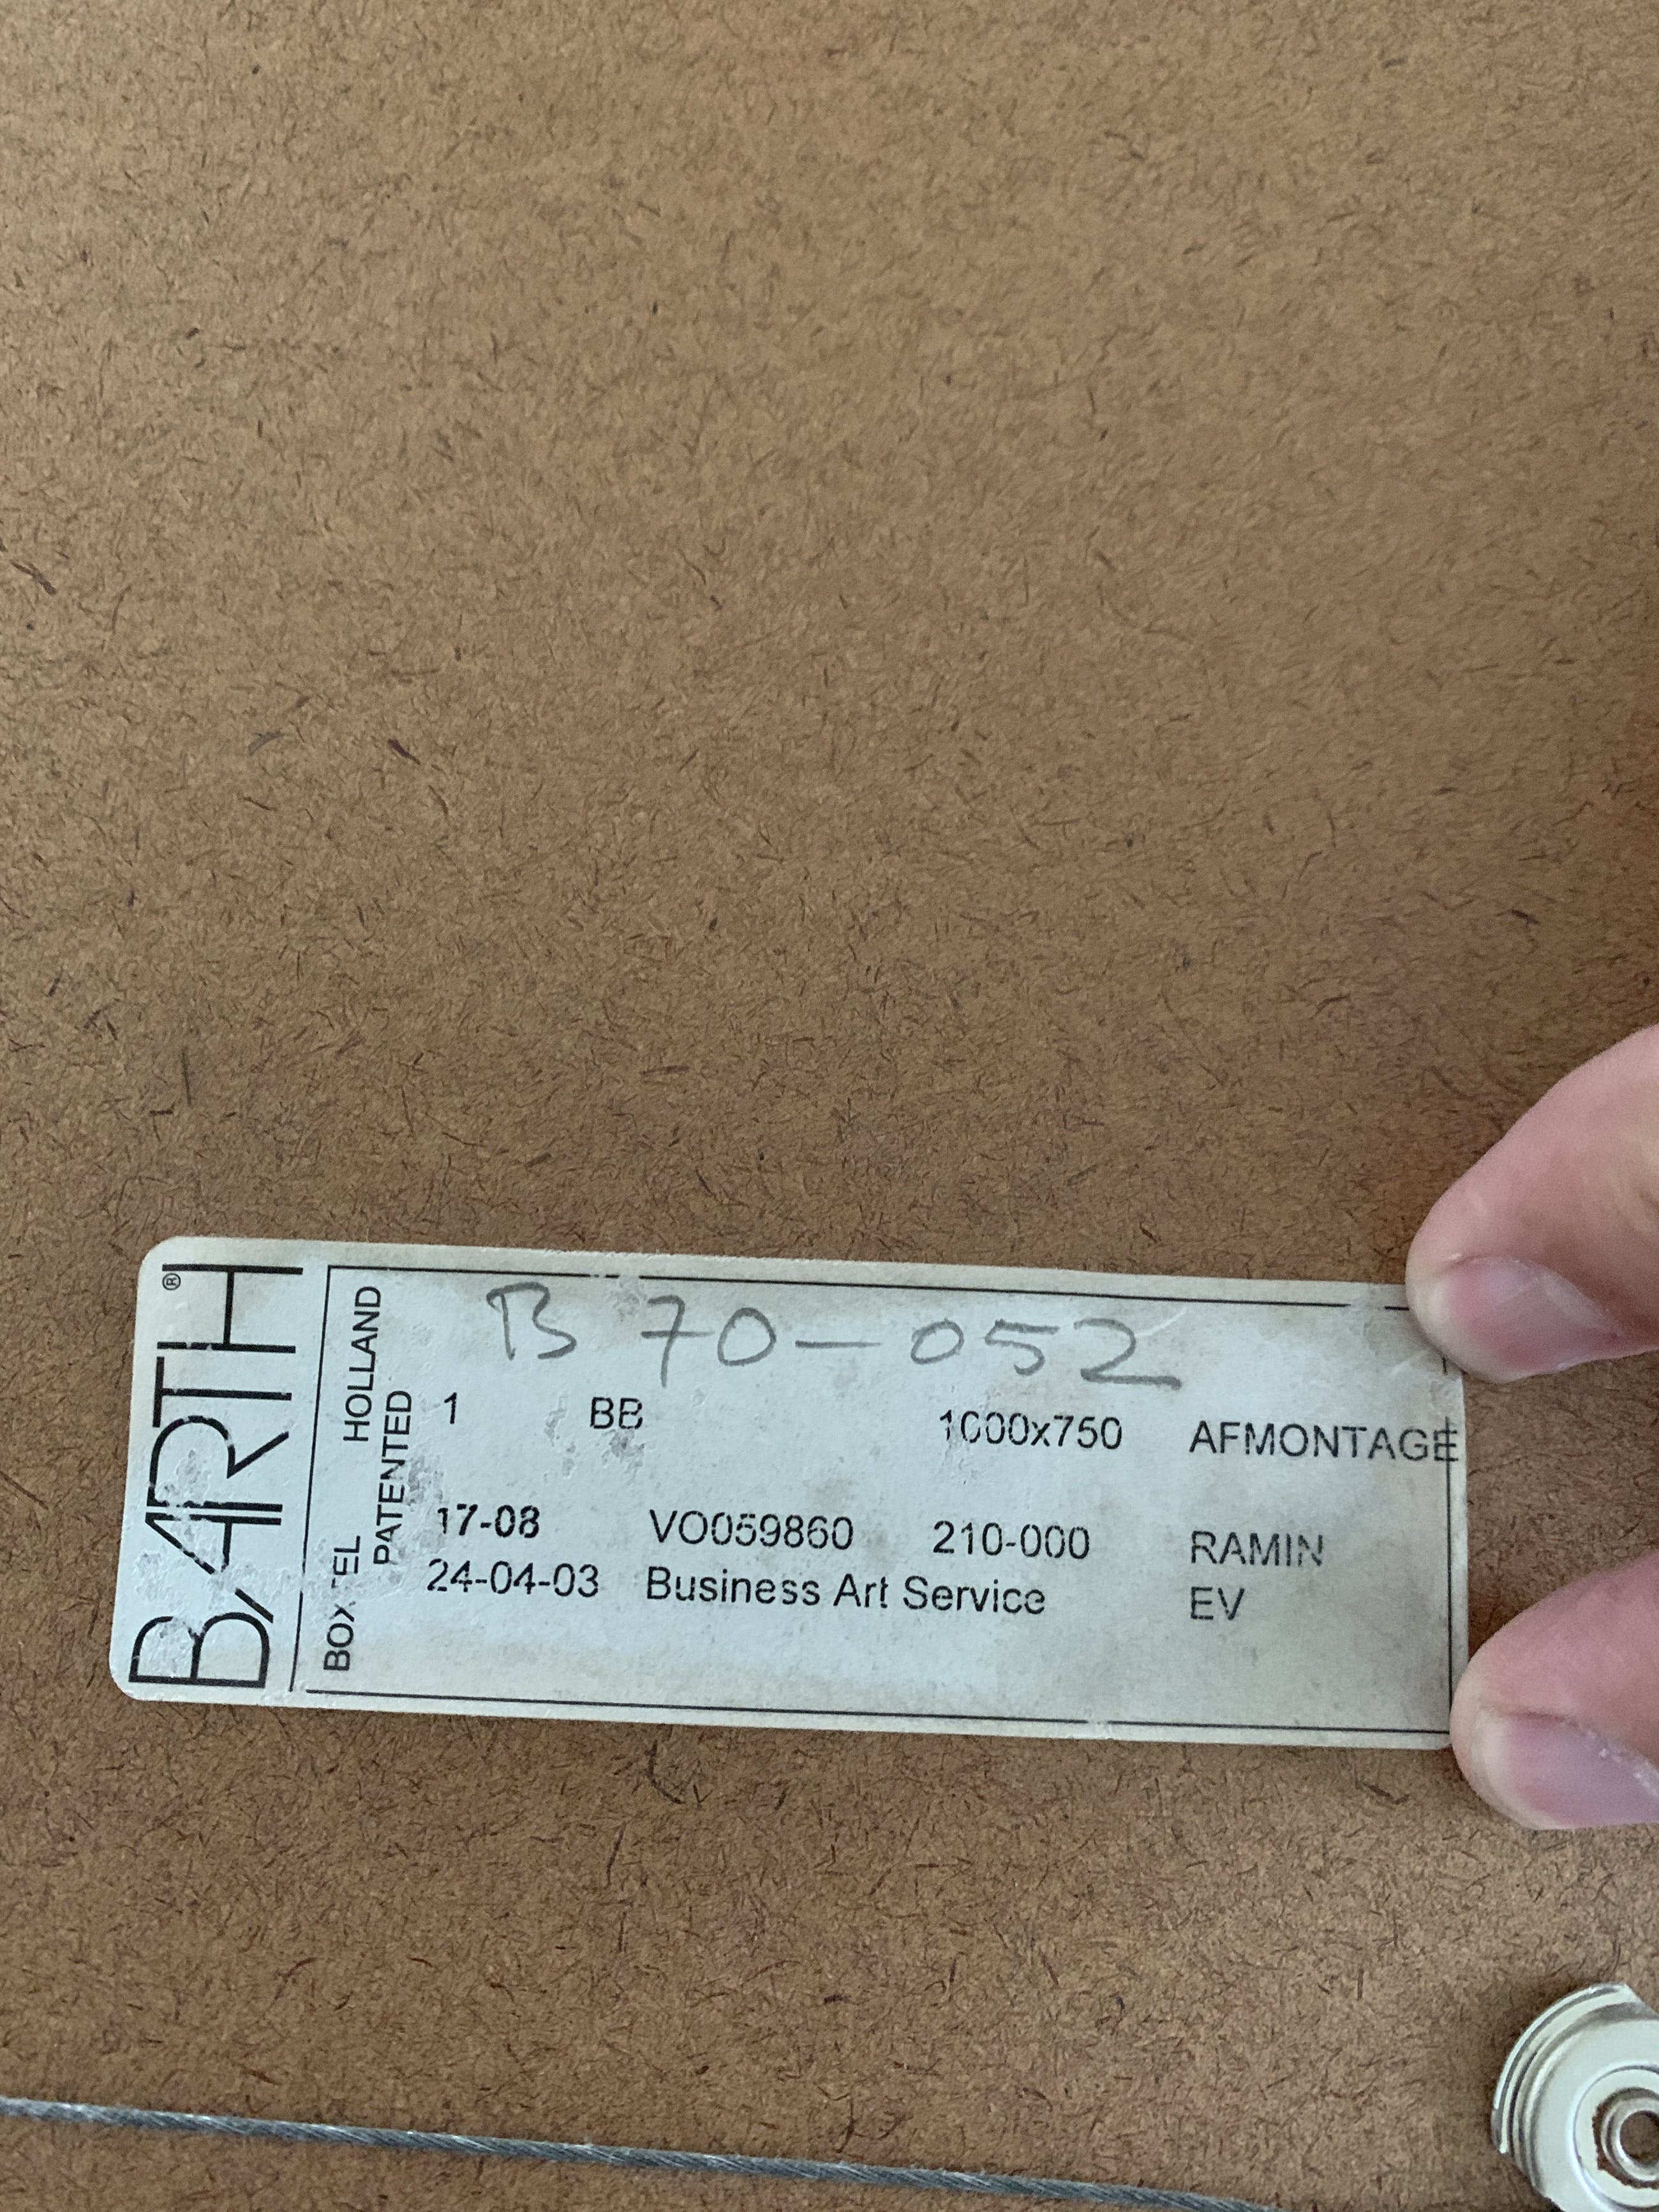 BARTH®
BOXTEL HOLLAND
PATENTED
B 70-052
1 BB 1000x750 AFMONTAGE
17-08 VO059860 210-000 RAMIN
24-04-03 Business Art Service EV